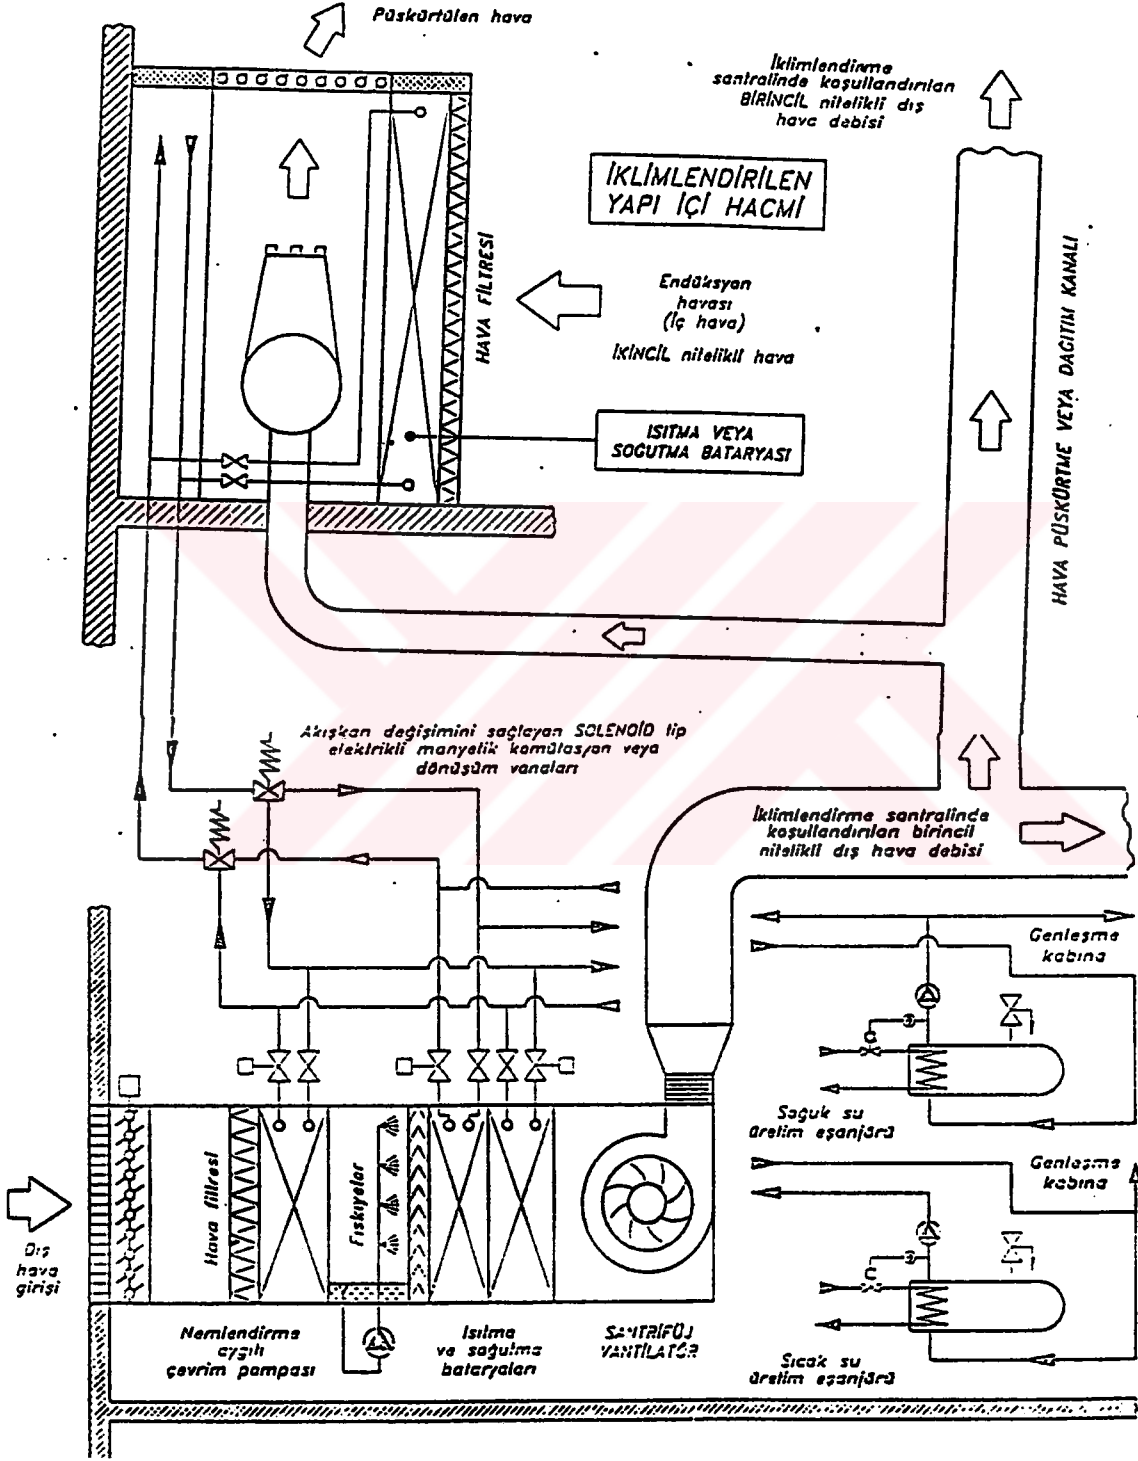 Püskürtülen hava
İklimlendirme
santralinde koşullandırılan
BİRİNCİL nitelikli dış
hava debisi
İKLİMLENDİRİLEN
YAPI İÇİ HACMİ
HAVA FİLTRESİ
Endüksyon
havası
(İç hava)
İKİNCİL nitelikli hava
ISITMA VEYA
SOĞUTMA BATARYASI
HAVA PÜSKÜRTME VEYA DAĞITIM KANALI
Akışkan değişimini sağlayan SOLENOİD tip
elektrikli manyetik komütasyon veya
dönüşüm vanaları
İklimlendirme santralinde
koşullandırılan birincil
nitelikli dış hava debisi
Genleşme
kabına
Soğuk su
üretim eşanjörü
Genleşme
kabına
Sıcak su
üretim eşanjörü
Dış
hava
girişi
Hava filtresi
Fıskiyeler
Nemlendirme
aygıtı
çevrim pompası
Isıtma
ve soğutma
bataryaları
SANTRİFÜJ
VANTİLATÖR